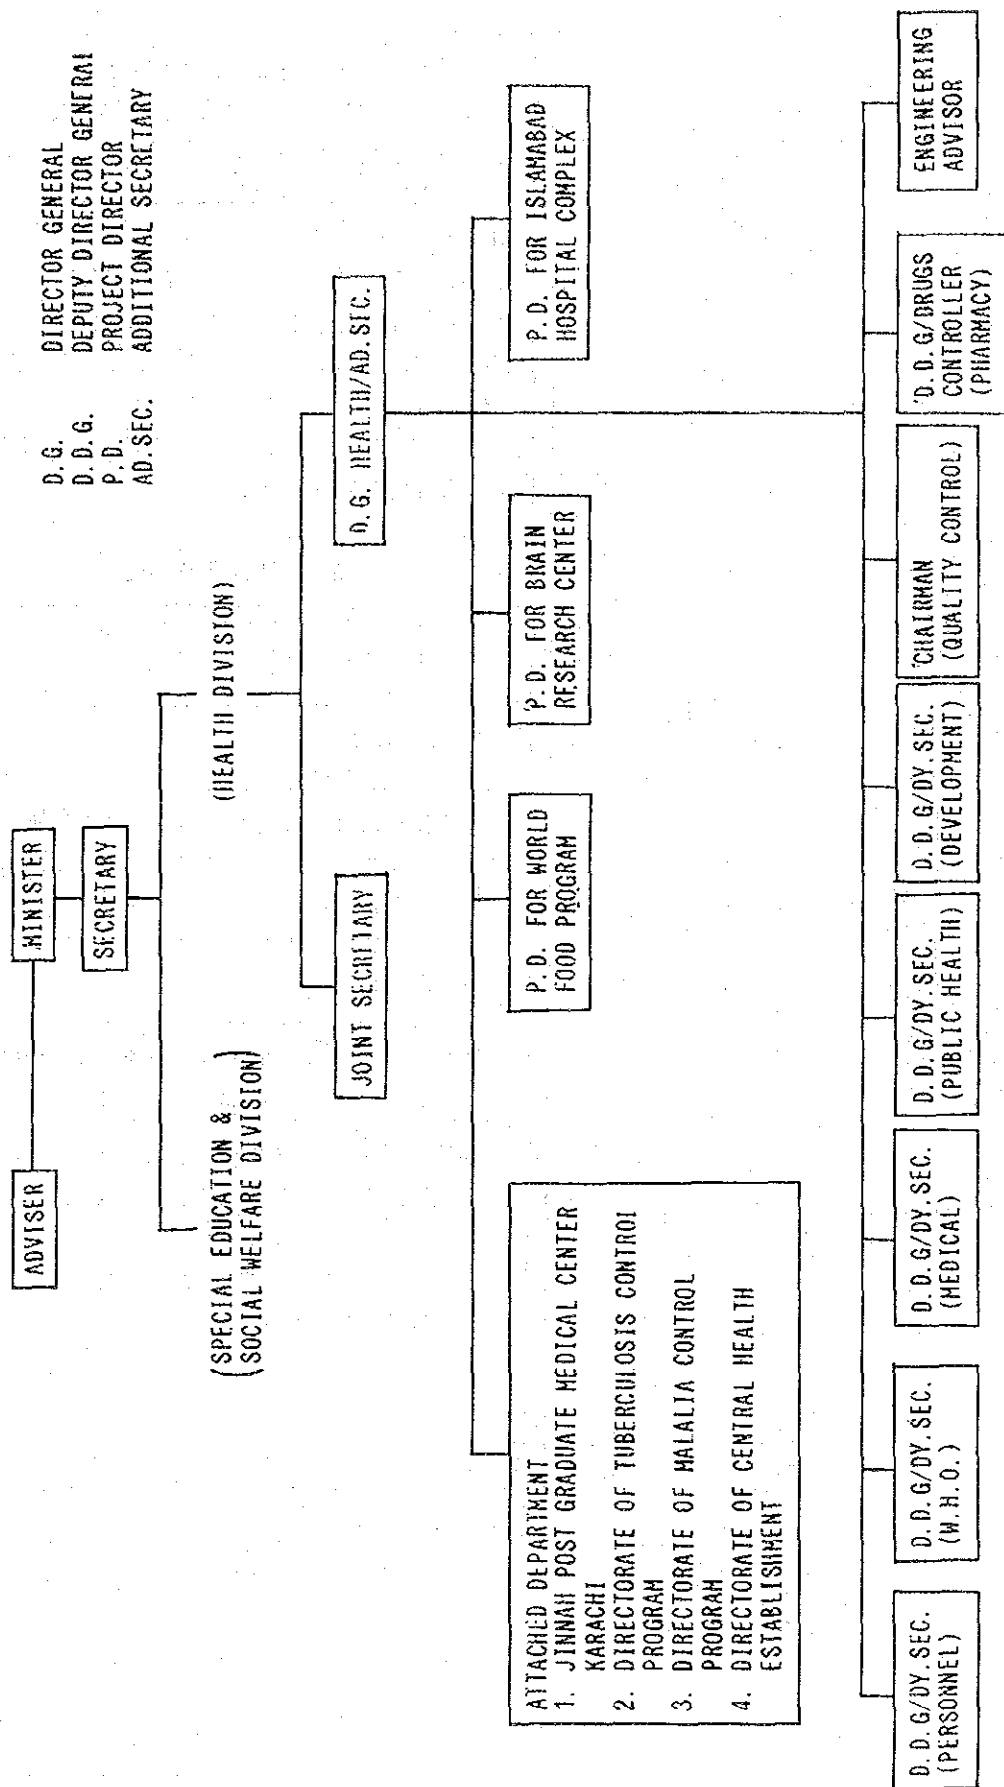 D.G. DIRECTOR GENERAL
D.D.G. DEPUTY DIRECTOR GENERAL
P.D. PROJECT DIRECTOR
AD.SEC. ADDITIONAL SECRETARY
ADVISER
MINISTER
SECRETARY
(SPECIAL EDUCATION &
SOCIAL WELFARE DIVISION)
(HEALTH DIVISION)
JOINT SECRETARY
D.G. HEALTH/AD.SEC.
ATTACHED DEPARTMENT
1. JINNAH POST GRADUATE MEDICAL CENTER
KARACHI
2. DIRECTORATE OF TUBERCULOSIS CONTROL
PROGRAM
3. DIRECTORATE OF MALALIA CONTROL
PROGRAM
4. DIRECTORATE OF CENTRAL HEALTH
ESTABLISHMENT
P.D. FOR WORLD
FOOD PROGRAM
P.D. FOR BRAIN
RESEARCH CENTER
P.D. FOR ISLAMABAD
HOSPITAL COMPLEX
D.D.G/DY.SEC.
(PERSONNEL)
D.D.G/DY.SEC.
(W.H.O.)
D.D.G/DY.SEC.
(MEDICAL)
D.D.G/DY.SEC.
(PUBLIC HEALTH)
D.D.G/DY.SEC.
(DEVELOPMENT)
CHAIRMAN
(QUALITY CONTROL)
D.D.G/DRUGS
CONTROLLER
(PHARMACY)
ENGINEERING
ADVISOR